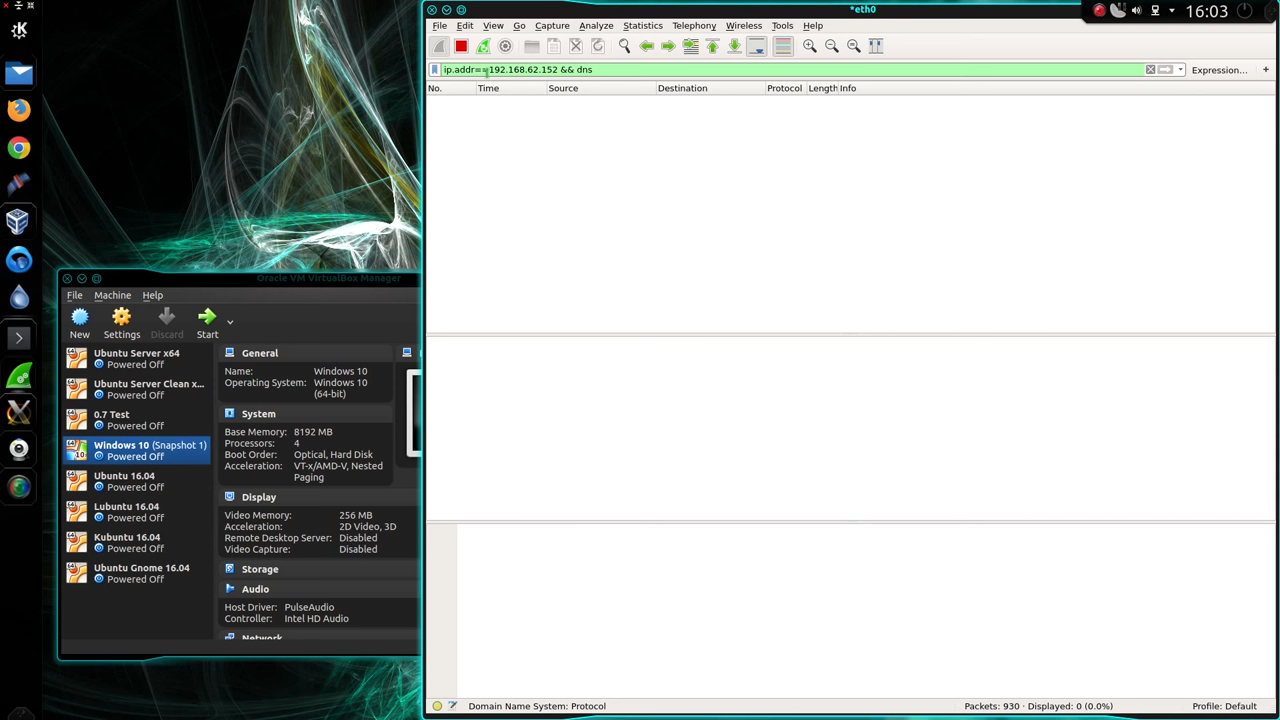 *eth0
16:03
File Edit View Go Capture Analyze Statistics Telephony Wireless Tools Help
ip.addr==192.168.62.152 && dns
Expression... +
No. Time Source Destination Protocol Length Info
Oracle VM VirtualBox Manager
File Machine Help
New Settings Discard Start
Ubuntu Server x64
Powered Off
Ubuntu Server Clean x...
Powered Off
0.7 Test
Powered Off
Windows 10 (Snapshot 1)
Powered Off
Ubuntu 16.04
Powered Off
Lubuntu 16.04
Powered Off
Kubuntu 16.04
Powered Off
Ubuntu Gnome 16.04
Powered Off
General
Name: Windows 10
Operating System: Windows 10
(64-bit)
System
Base Memory: 8192 MB
Processors: 4
Boot Order: Optical, Hard Disk
Acceleration: VT-x/AMD-V, Nested
Paging
Display
Video Memory: 256 MB
Acceleration: 2D Video, 3D
Remote Desktop Server: Disabled
Video Capture: Disabled
Storage
Audio
Host Driver: PulseAudio
Controller: Intel HD Audio
Network
Domain Name System: Protocol
Packets: 930 · Displayed: 0 (0.0%)
Profile: Default